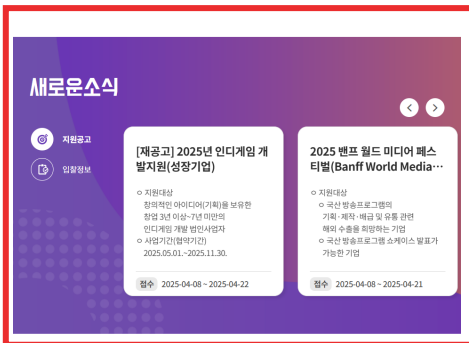 새로운소식
지원공고
입찰정보
[재공고] 2025년 인디게임 개
발지원(성장기업)
ㅇ 지원대상
창의적인 아이디어(기획)을 보유한
창업 3년 이상~7년 미만의
인디게임 개발 법인사업자
ㅇ 사업기간(협약기간)
2025.05.01.~2025.11.30.
접수 2025-04-08 ~ 2025-04-22
2025 밴프 월드 미디어 페스
티벌(Banff World Media…
ㅇ 지원대상
ㅇ 국산 방송프로그램의
기획·제작·배급 및 유통 관련
해외 수출을 희망하는 기업
ㅇ 국산 방송프로그램 쇼케이스 발표가
가능한 기업
접수 2025-04-08 ~ 2025-04-21